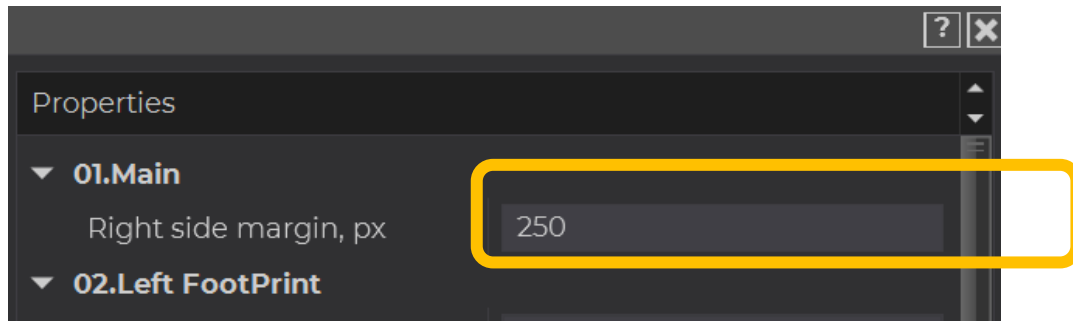 ?
Properties
01.Main
Right side margin, px 250
02.Left FootPrint